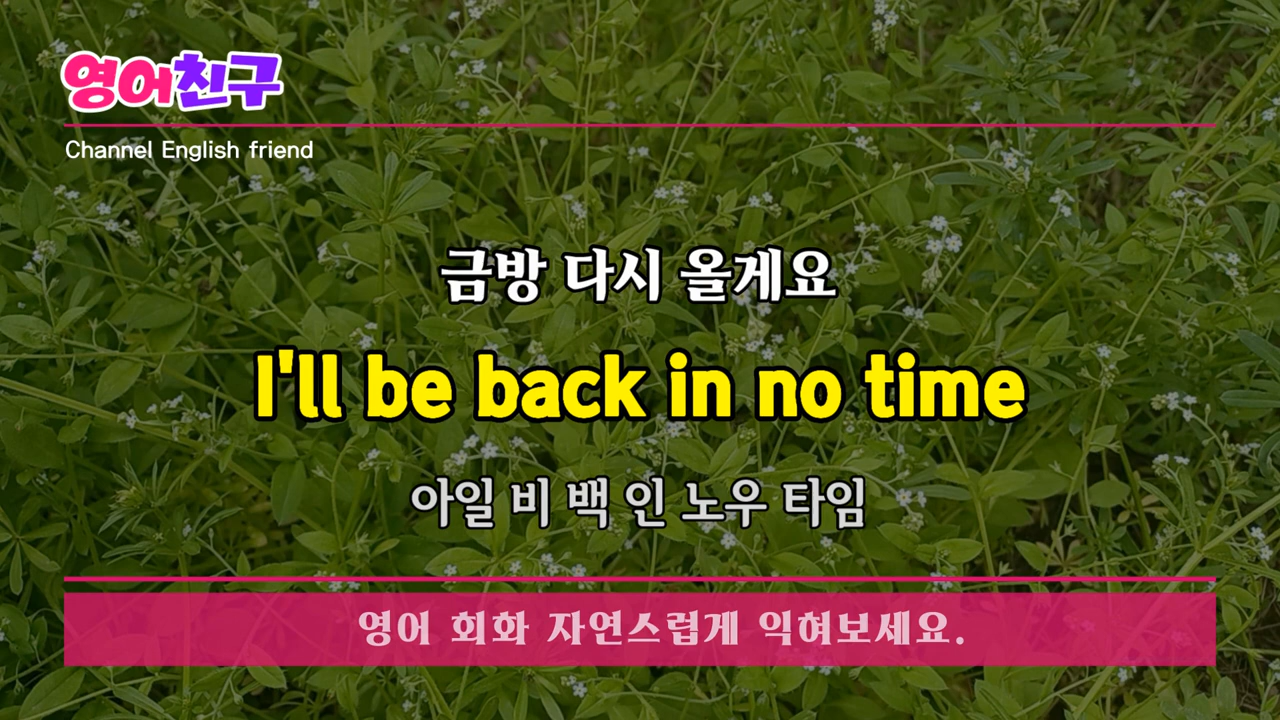 영어친구
Channel English friend
금방 다시 올게요
I'll be back in no time
아일 비 백 인 노우 타임
영어 회화 자연스럽게 익혀보세요.